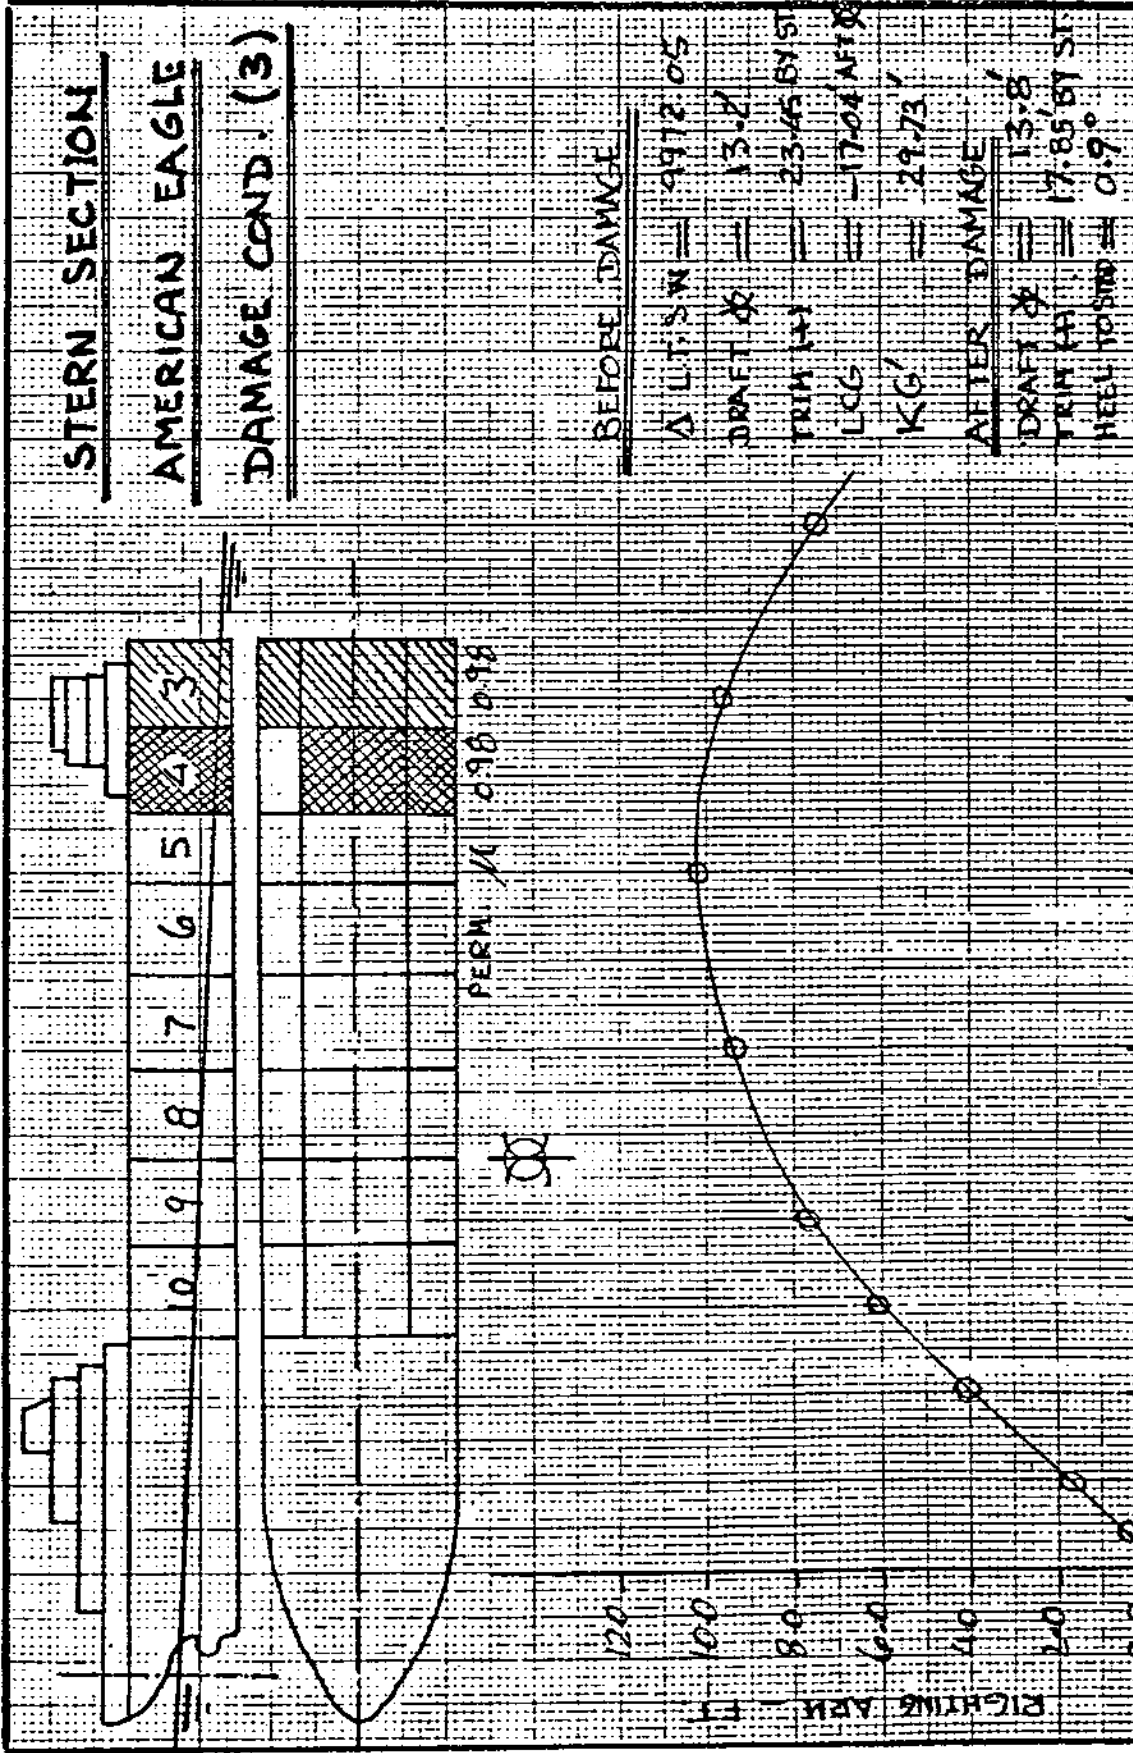 STERN SECTION
AMERICAN EAGLE
DAMAGE COND. (3)
10 9 8 7 6 5 4 3
PERM. μ 0.98 0.98
BEFORE DAMAGE
Δ L.T. S.W = 9972.05
DRAFT = 13.2'
TRIM (+) = 23.45 BY ST
LCG = -17.04' AFT
KG' = 29.73'
AFTER DAMAGE
DRAFT = 13.8'
TRIM (+) = 17.85' BY ST.
HEEL TO STBD = 0.9°
RIGHTING ARM - FT
12.0
10.0
8.0
6.0
4.0
2.0